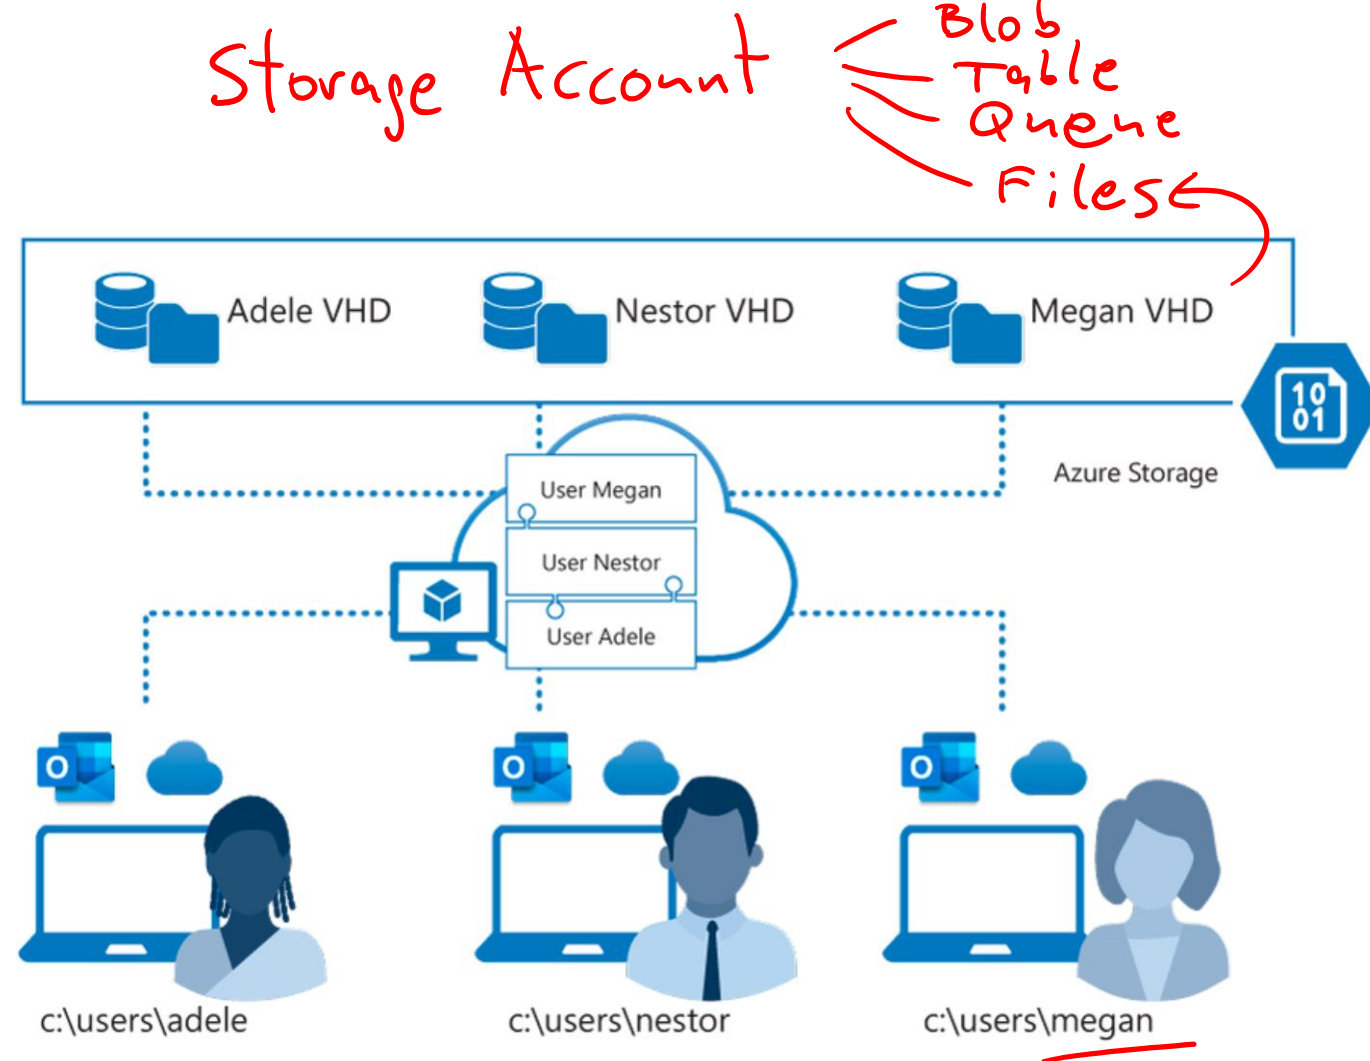 Storage Account
Blob
Table
Queue
Files
Adele VHD
Nestor VHD
Megan VHD
10
01
Azure Storage
User Megan
User Nestor
User Adele
O
O
O
c:\users\adele
c:\users\nestor
c:\users\megan